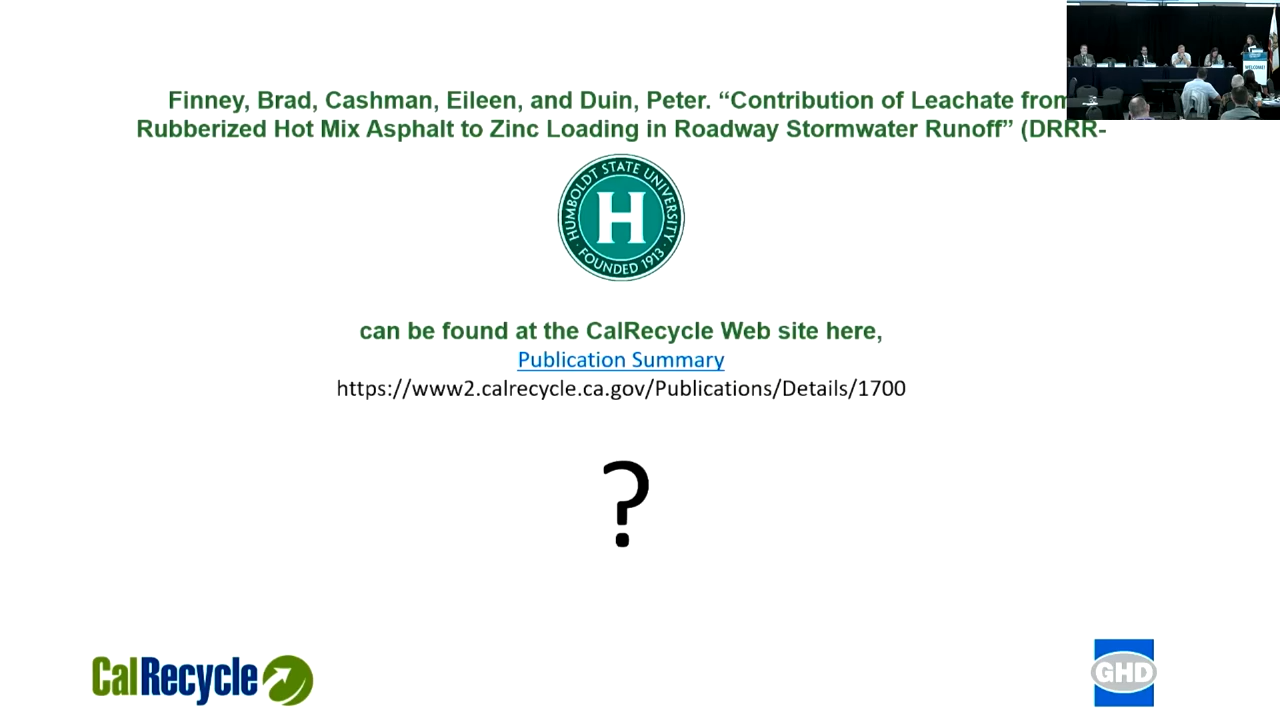 Finney, Brad, Cashman, Eileen, and Duin, Peter. “Contribution of Leachate from
Rubberized Hot Mix Asphalt to Zinc Loading in Roadway Stormwater Runoff” (DRRR-
HUMBOLDT STATE UNIVERSITY
H
· FOUNDED 1913 ·
can be found at the CalRecycle Web site here,
Publication Summary
https://www2.calrecycle.ca.gov/Publications/Details/1700
?
CalRecycle
GHD
WELCOME!